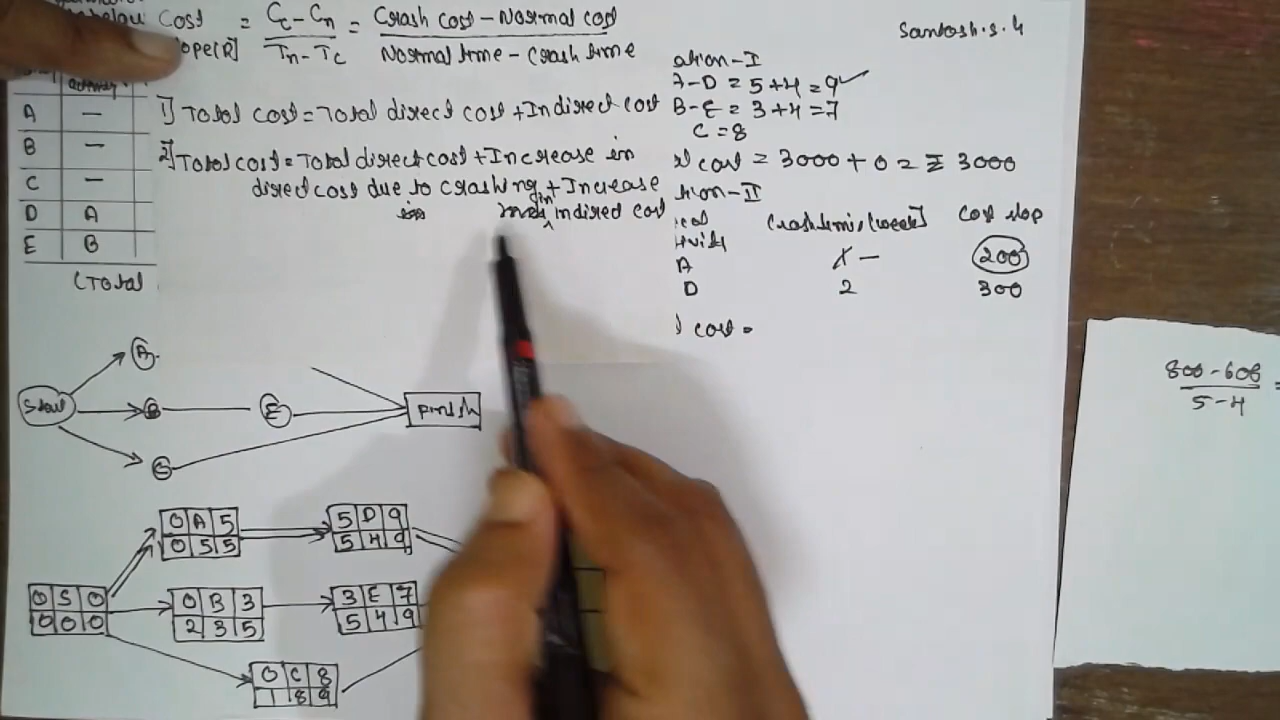 below Cost = Cc - Cn = Crash cost - Normal cost
slope[R] Tn - Tc Normal time - Crash time
Santosh.s.y
activity
A -
B -
C -
D A
E B
(Total
1) Total cost = Total direct cost + Indirect cost
2] Total cost = Total direct cost + Increase in
direct cost due to crashing + Increase
in indirect cost
ation-I
A-D = 5+4 = 9 ✓
B-E = 3+4 = 7
C = 8
cost = 3000 + 0 = 3000
tion-II
Crash time (week] Cost slop
A - 200
D 2 300
cost =
800-608 =
5-4
Start
A
B
E
C
Finish
0 A 5
0 5 5
5 D 9
5 4 9
0 S 0
0 0 0
0 B 3
2 3 5
3 E 7
5 4 9
0 C 8
1 8 9